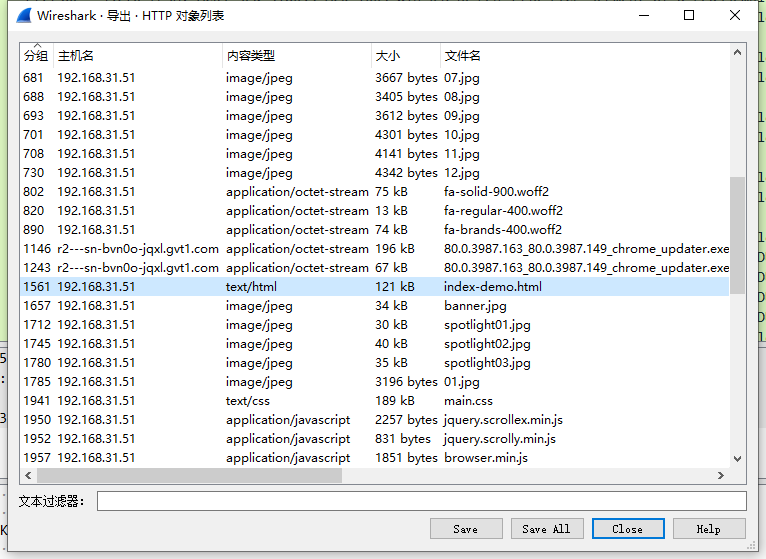 Wireshark · 导出 · HTTP 对象列表
分组 主机名 内容类型 大小 文件名
681 192.168.31.51 image/jpeg 3667 bytes 07.jpg
688 192.168.31.51 image/jpeg 3405 bytes 08.jpg
693 192.168.31.51 image/jpeg 3612 bytes 09.jpg
701 192.168.31.51 image/jpeg 4301 bytes 10.jpg
708 192.168.31.51 image/jpeg 4141 bytes 11.jpg
730 192.168.31.51 image/jpeg 4342 bytes 12.jpg
802 192.168.31.51 application/octet-stream 75 kB fa-solid-900.woff2
820 192.168.31.51 application/octet-stream 13 kB fa-regular-400.woff2
890 192.168.31.51 application/octet-stream 74 kB fa-brands-400.woff2
1146 r2---sn-bvn0o-jqxl.gvt1.com application/octet-stream 196 kB 80.0.3987.163_80.0.3987.149_chrome_updater.exe
1243 r2---sn-bvn0o-jqxl.gvt1.com application/octet-stream 67 kB 80.0.3987.163_80.0.3987.149_chrome_updater.exe
1561 192.168.31.51 text/html 121 kB index-demo.html
1657 192.168.31.51 image/jpeg 34 kB banner.jpg
1712 192.168.31.51 image/jpeg 30 kB spotlight01.jpg
1745 192.168.31.51 image/jpeg 40 kB spotlight02.jpg
1780 192.168.31.51 image/jpeg 35 kB spotlight03.jpg
1785 192.168.31.51 image/jpeg 3196 bytes 01.jpg
1941 192.168.31.51 text/css 189 kB main.css
1950 192.168.31.51 application/javascript 2257 bytes jquery.scrollex.min.js
1952 192.168.31.51 application/javascript 831 bytes jquery.scrolly.min.js
1957 192.168.31.51 application/javascript 1851 bytes browser.min.js
文本过滤器：
Save Save All Close Help